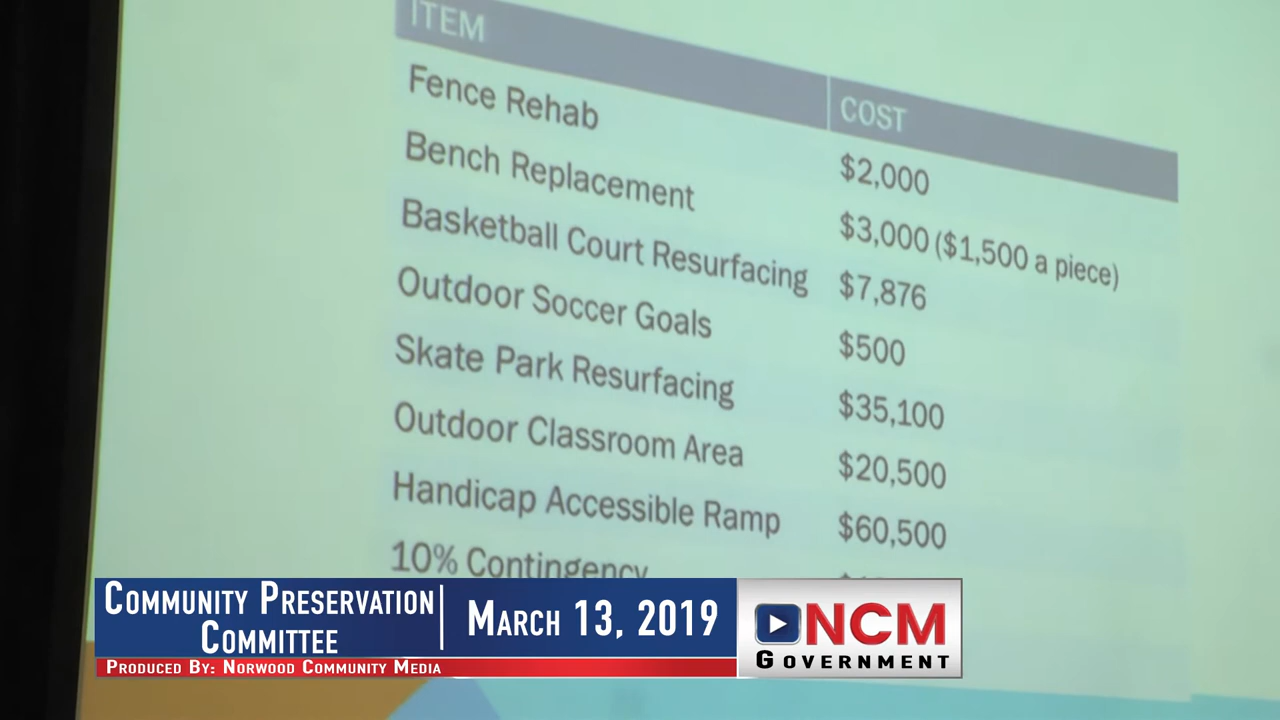 ITEM COST
Fence Rehab $2,000
Bench Replacement $3,000 ($1,500 a piece)
Basketball Court Resurfacing $7,876
Outdoor Soccer Goals $500
Skate Park Resurfacing $35,100
Outdoor Classroom Area $20,500
Handicap Accessible Ramp $60,500
10% Contingency
Community Preservation
Committee
March 13, 2019
Produced By: Norwood Community Media
NCM
Government